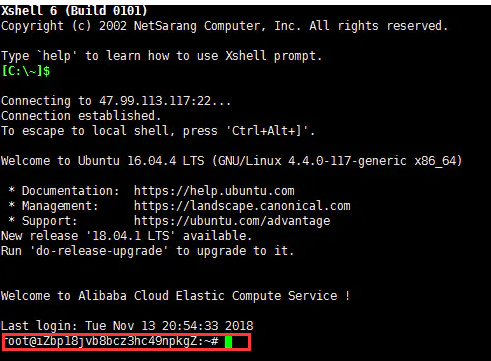 Xshell 6 (Build 0101)
Copyright (c) 2002 NetSarang Computer, Inc. All rights reserved.
Type `help' to learn how to use Xshell prompt.
[C:\~]$
Connecting to 47.99.113.117:22...
Connection established.
To escape to local shell, press 'Ctrl+Alt+]'.
Welcome to Ubuntu 16.04.4 LTS (GNU/Linux 4.4.0-117-generic x86_64)
* Documentation:  https://help.ubuntu.com
* Management:     https://landscape.canonical.com
* Support:        https://ubuntu.com/advantage
New release '18.04.1 LTS' available.
Run 'do-release-upgrade' to upgrade to it.
Welcome to Alibaba Cloud Elastic Compute Service !
Last login: Tue Nov 13 20:54:33 2018
root@iZbp18jvb8bcz3hc49npkgZ:~#